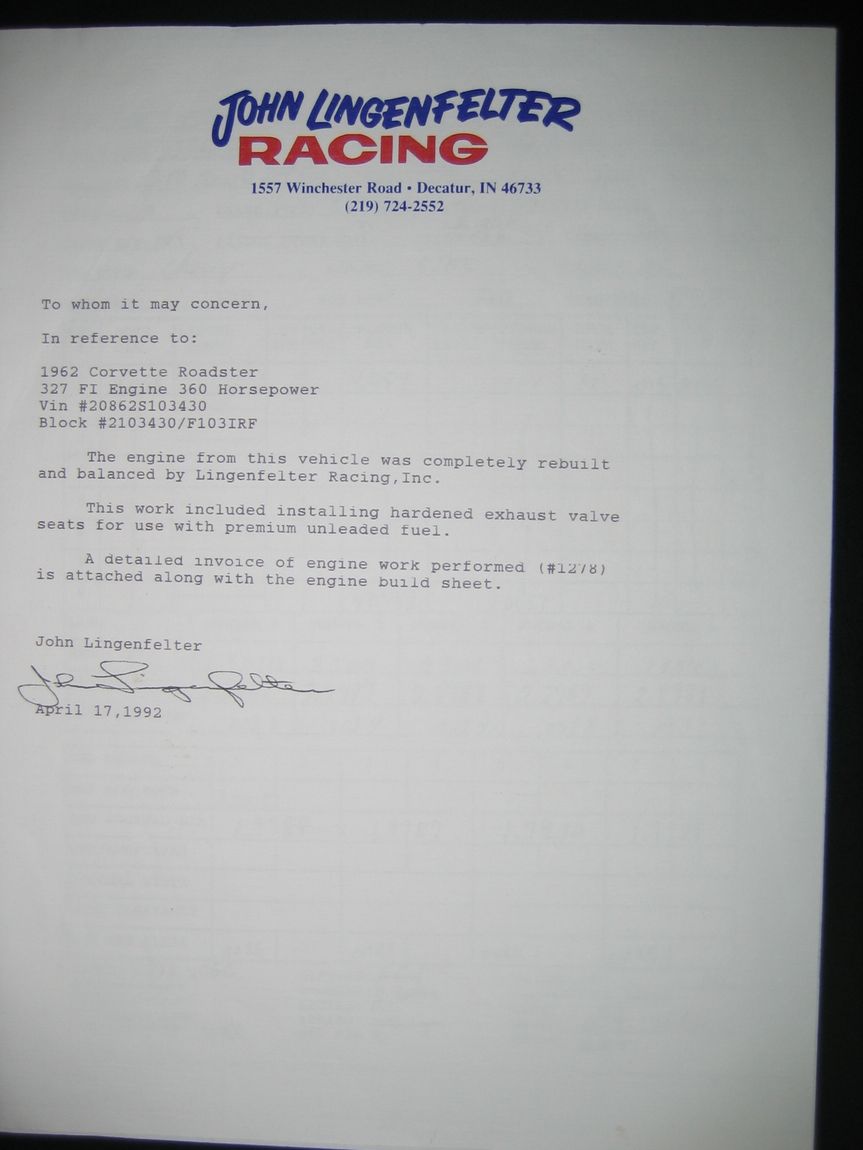 JOHN LINGENFELTER
RACING
1557 Winchester Road • Decatur, IN 46733
(219) 724-2552
To whom it may concern,
In reference to:
1962 Corvette Roadster
327 FI Engine 360 Horsepower
Vin #20862S103430
Block #2103430/F103IRF
The engine from this vehicle was completely rebuilt
and balanced by Lingenfelter Racing,Inc.
This work included installing hardened exhaust valve
seats for use with premium unleaded fuel.
A detailed invoice of engine work performed (#1278)
is attached along with the engine build sheet.
John Lingenfelter
John Lingenfelter
April 17,1992